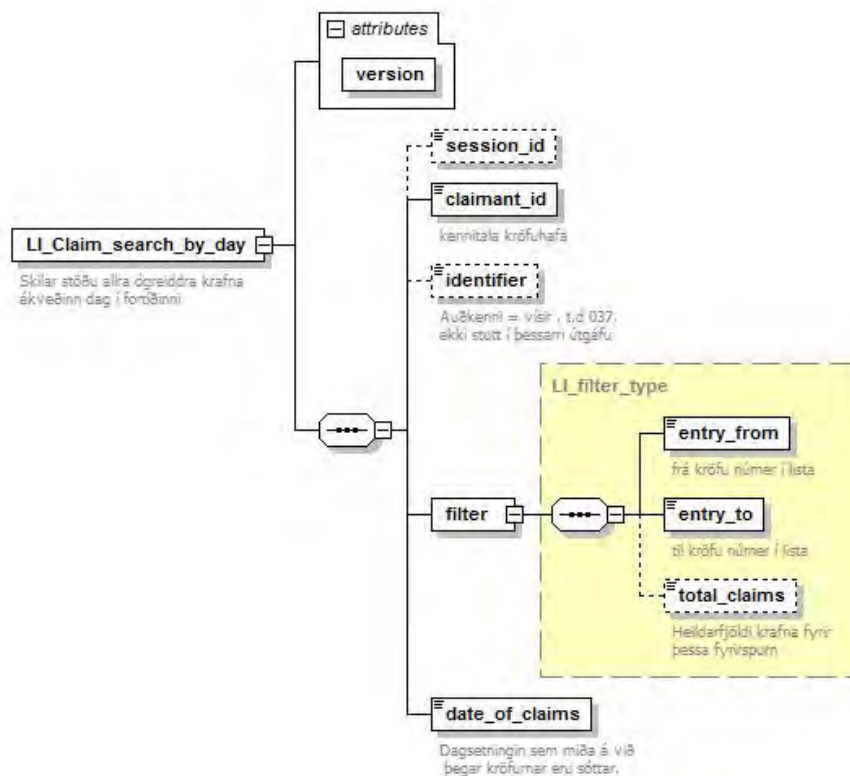 attributes
version
session_id
claimant_id
kennitala kröfuhafa
LI_Claim_search_by_day
Skilar stöðu allra ógreiddra krafna
ákveðinn dag í fortíðinni
identifier
Auðkenni = vísir , t.d 037,
ekki stutt í þessari útgáfu
LI_filter_type
entry_from
frá kröfu númer í lista
filter
entry_to
til kröfu númer í lista
total_claims
Heildarfjöldi krafna fyrir
þessa fyrirspurn
date_of_claims
Dagsetningin sem miða á við
þegar kröfurnar eru sóttar.